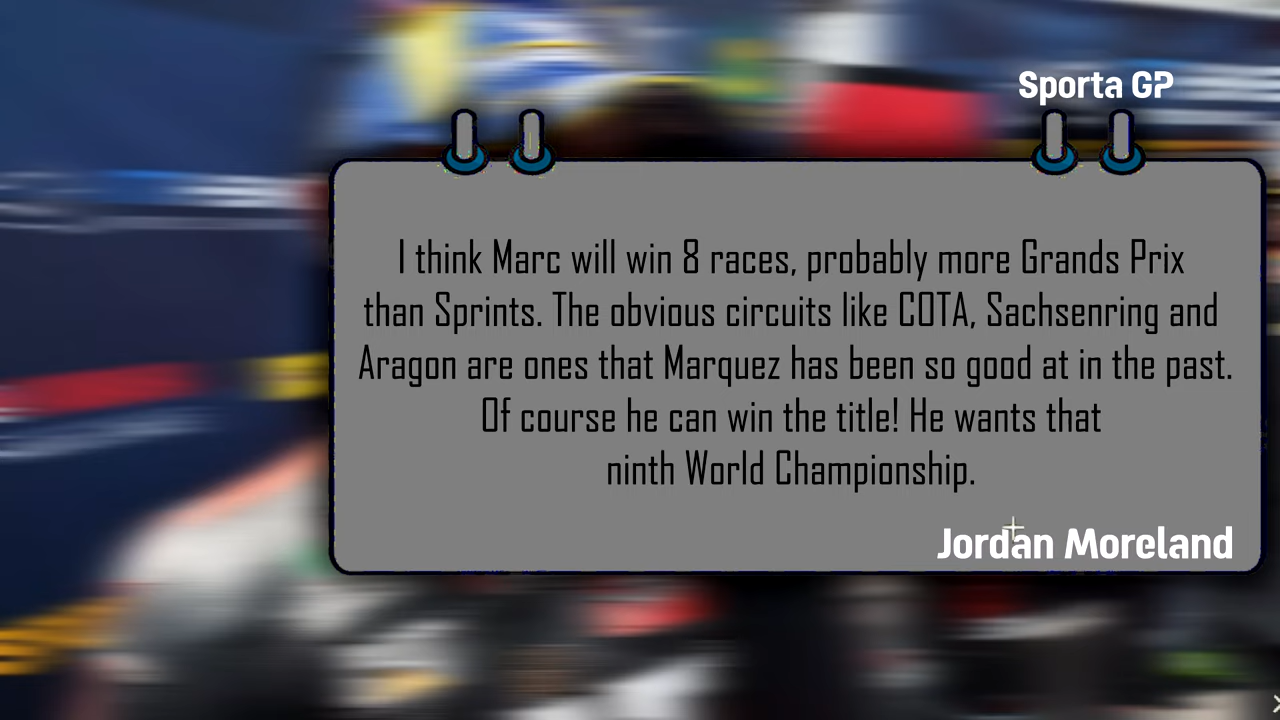 Sporta GP
I think Marc will win 8 races, probably more Grands Prix
than Sprints. The obvious circuits like COTA, Sachsenring and
Aragon are ones that Marquez has been so good at in the past.
Of course he can win the title! He wants that
ninth World Championship.
Jordan Moreland